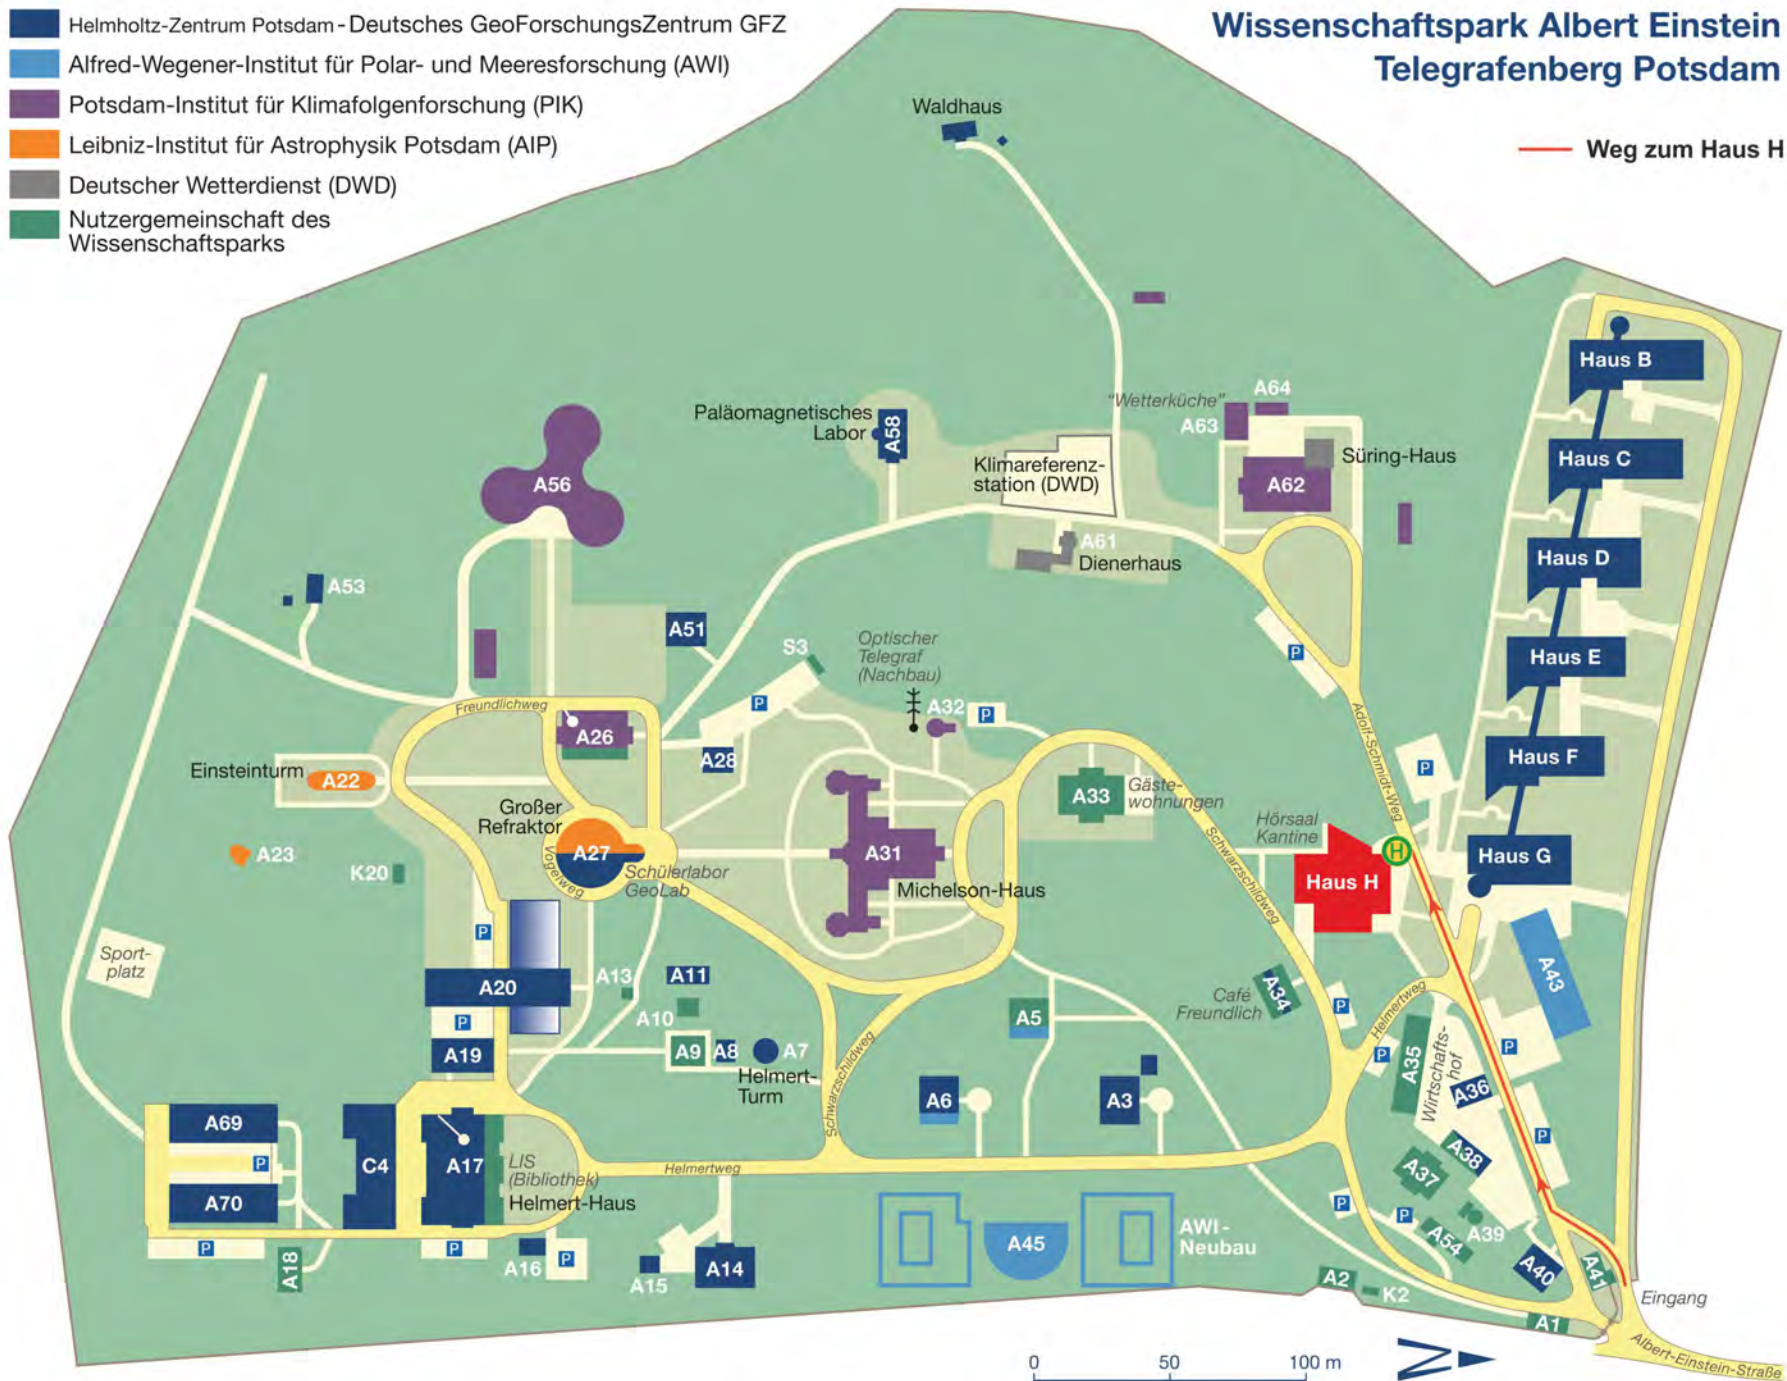 Helmholtz-Zentrum Potsdam - Deutsches GeoForschungsZentrum GFZ
Alfred-Wegener-Institut für Polar- und Meeresforschung (AWI)
Potsdam-Institut für Klimafolgenforschung (PIK)
Leibniz-Institut für Astrophysik Potsdam (AIP)
Deutscher Wetterdienst (DWD)
Nutzergemeinschaft des
Wissenschaftsparks
Wissenschaftspark Albert Einstein
Telegrafenberg Potsdam
Weg zum Haus H
Waldhaus
Haus B
Haus C
Haus D
Haus E
Haus F
Haus G
"Wetterküche"
A64
A63
Süring-Haus
A62
Paläomagnetisches
Labor
A58
Klimareferenz-
station (DWD)
A61
Dienerhaus
A56
A53
A51
S3
Optischer
Telegraf
(Nachbau)
A32
P
P
P
P
Adolf-Schmidt-Weg
Freundlichweg
A26
A28
Einsteinturm
A22
A23
K20
Großer
Refraktor
A27
Vogelweg
Schülerlabor
GeoLab
A31
Michelson-Haus
A33
Gäste-
wohnungen
Schwarzschildweg
Hörsaal
Kantine
Haus H
H
Sport-
platz
P
A20
P
A19
A13
A11
A10
A9
A8
A7
Helmert-
Turm
Schwarzschildweg
A5
A6
A3
Café
Freundlich
A34
P
Helmertweg
P
A35
Wirtschafts-
hof
A36
A43
P
P
A38
A37
A39
A54
P
P
A40
A41
A69
P
A70
P
A18
C4
A17
LIS
(Bibliothek)
Helmert-Haus
P
A16
P
Helmertweg
A15
A14
A45
AWI-
Neubau
A2
K2
A1
Eingang
Albert-Einstein-Straße
0 50 100 m
N